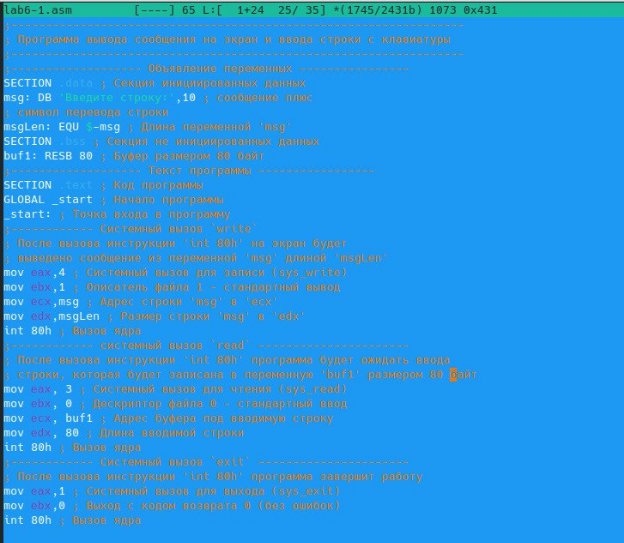 lab6-1.asm [----] 65 L:[ 1+24 25/ 35] *(1745/2431b) 1073 0x431
;---------------------------------------------------------------
; Программа вывода сообщения на экран и ввода строки с клавиатуры
;---------------------------------------------------------------
;------------------- Объявление переменных ----------------
SECTION .data ; Секция инициированных данных
msg: DB 'Введите строку:',10 ; сообщение плюс
; символ перевода строки
msgLen: EQU $-msg ; Длина переменной 'msg'
SECTION .bss ; Секция не инициированных данных
buf1: RESB 80 ; Буфер размером 80 байт
;------------------- Текст программы -----------------
SECTION .text ; Код программы
GLOBAL _start ; Начало программы
_start: ; Точка входа в программу
;------------ Системный вызов `write`
; После вызова инструкции 'int 80h' на экран будет
; выведено сообщение из переменной 'msg' длиной 'msgLen'
mov eax,4 ; Системный вызов для записи (sys_write)
mov ebx,1 ; Описатель файла 1 - стандартный вывод
mov ecx,msg ; Адрес строки 'msg' в 'ecx'
mov edx,msgLen ; Размер строки 'msg' в 'edx'
int 80h ; Вызов ядра
;------------ системный вызов `read` ----------------------
; После вызова инструкции 'int 80h' программа будет ожидать ввода
; строки, которая будет записана в переменную 'buf1' размером 80 байт
mov eax, 3 ; Системный вызов для чтения (sys_read)
mov ebx, 0 ; Дескриптор файла 0 - стандартный ввод
mov ecx, buf1 ; Адрес буфера под вводимую строку
mov edx, 80 ; Длина вводимой строки
int 80h ; Вызов ядра
;------------ Системный вызов `exit` ----------------------
; После вызова инструкции 'int 80h' программа завершит работу
mov eax,1 ; Системный вызов для выхода (sys_exit)
mov ebx,0 ; Выход с кодом возврата 0 (без ошибок)
int 80h ; Вызов ядра